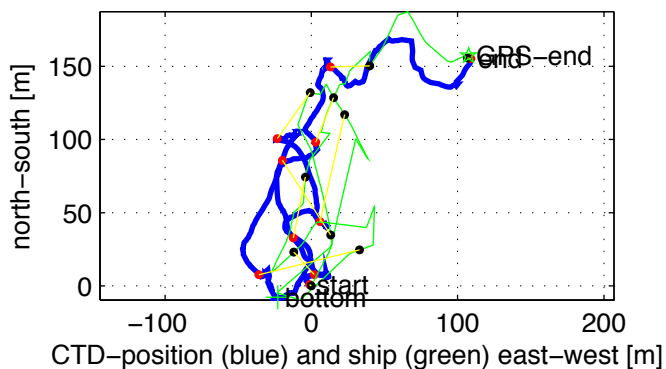 150
100
50
0
north-south [m]
GPS-end
end
start
bottom
-100
0
100
200
CTD-position (blue) and ship (green) east-west [m]